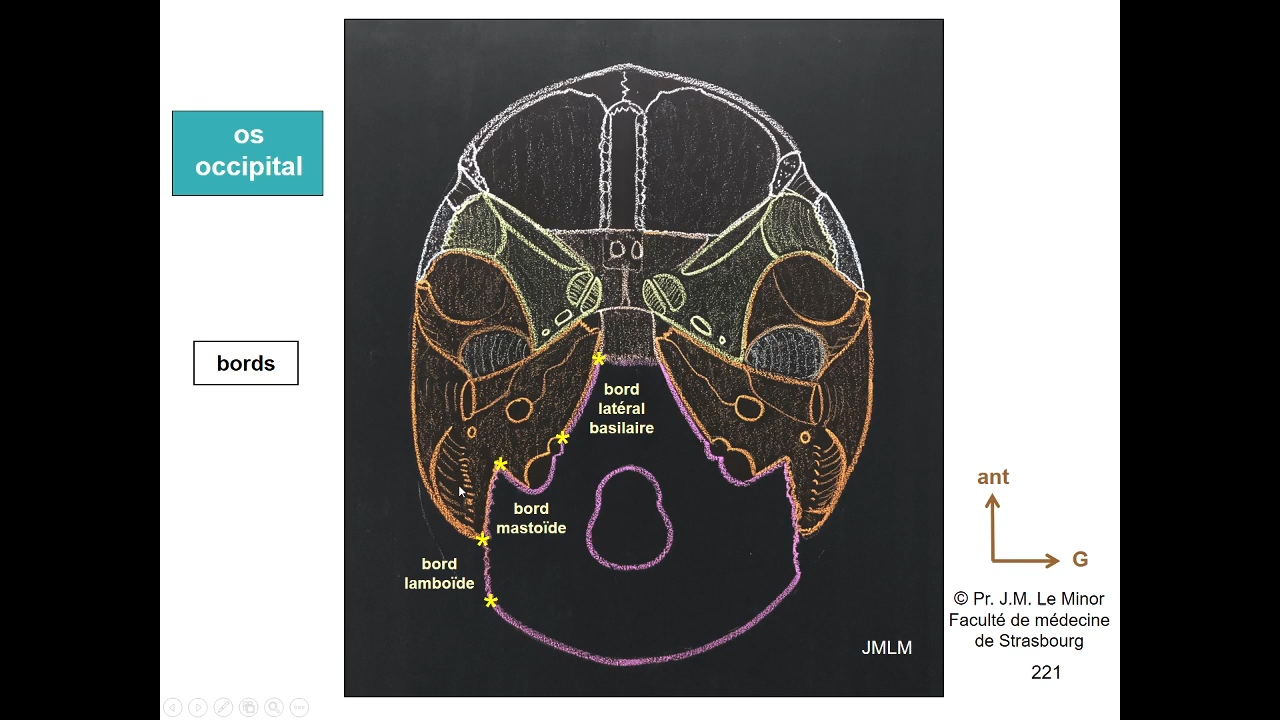 os
occipital
bords
bord
latéral
basilaire
bord
mastoïde
bord
lamboïde
JMLM
ant
G
© Pr. J.M. Le Minor
Faculté de médecine
de Strasbourg
221